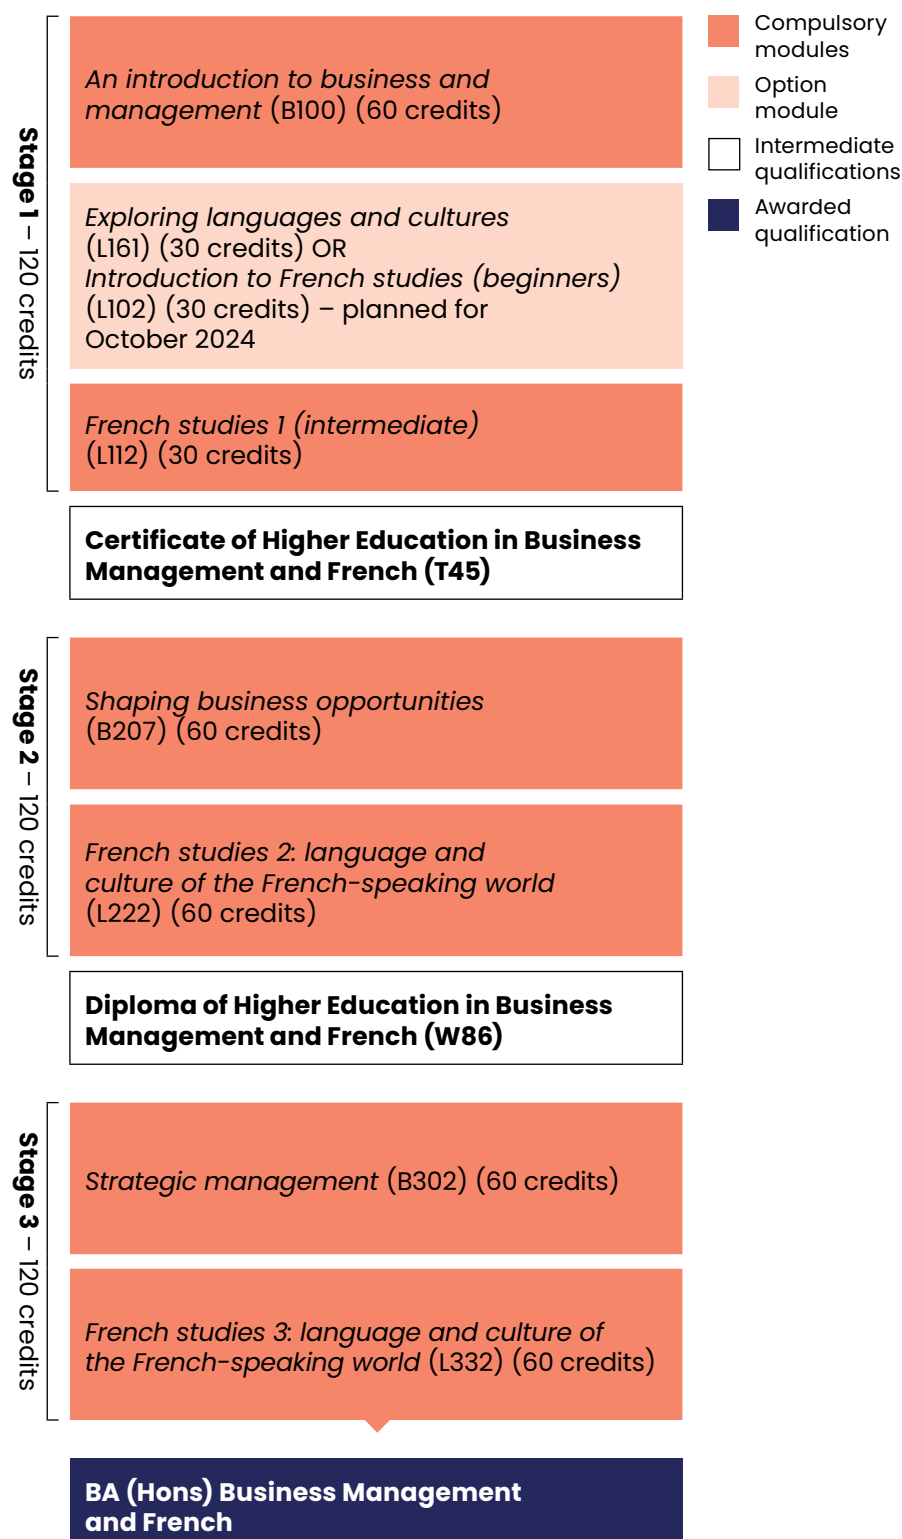 An introduction to business and
management (B100) (60 credits)
Exploring languages and cultures
(L161) (30 credits) OR
Introduction to French studies (beginners)
(L102) (30 credits) – planned for
October 2024
French studies 1 (intermediate)
(L112) (30 credits)
Stage 1 – 120 credits
Certificate of Higher Education in Business
Management and French (T45)
Shaping business opportunities
(B207) (60 credits)
French studies 2: language and
culture of the French-speaking world
(L222) (60 credits)
Stage 2 – 120 credits
Diploma of Higher Education in Business
Management and French (W86)
Strategic management (B302) (60 credits)
French studies 3: language and culture of
the French-speaking world (L332) (60 credits)
Stage 3 – 120 credits
BA (Hons) Business Management
and French
Compulsory
modules
Option
module
Intermediate
qualifications
Awarded
qualification